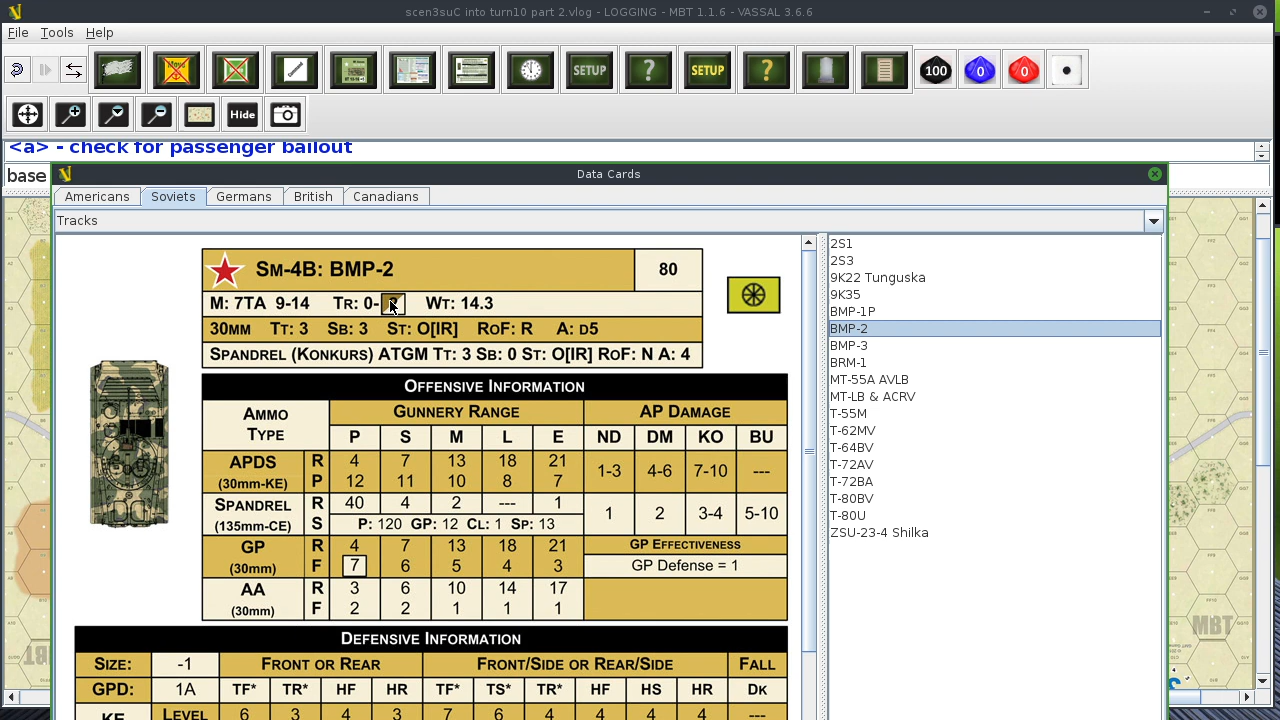 scen3suC into turn10 part 2.vlog - LOGGING - MBT 1.1.6 - VASSAL 3.6.6
File Tools Help
SETUP ? SETUP ? 100 0 0
Hide
<a> - check for passenger bailout
base
Data Cards
Americans Soviets Germans British Canadians
Tracks
SM-4B: BMP-2 80
M: 7TA 9-14 TR: 0- WT: 14.3
30MM TT: 3 SB: 3 ST: O[IR] ROF: R A: D5
SPANDREL (KONKURS) ATGM TT: 3 SB: 0 ST: O[IR] ROF: N A: 4
OFFENSIVE INFORMATION
AMMO TYPE GUNNERY RANGE AP DAMAGE
P S M L E ND DM KO BU
APDS (30mm-KE) R 4 7 13 18 21 1-3 4-6 7-10 ---
P 12 11 10 8 7
SPANDREL (135mm-CE) R 40 4 2 --- 1 1 2 3-4 5-10
S P: 120 GP: 12 CL: 1 SP: 13
GP (30mm) R 4 7 13 18 21 GP EFFECTIVENESS
F 7 6 5 4 3 GP Defense = 1
AA (30mm) R 3 6 10 14 17
F 2 2 1 1 1
DEFENSIVE INFORMATION
SIZE: -1 FRONT OR REAR FRONT/SIDE OR REAR/SIDE FALL
GPD: 1A TF* TR* HF HR TF* TS* TR* HF HS HR DK
KE LEVEL 6 3 4 3 7 6 4 4 4 4 ---
2S1
2S3
9K22 Tunguska
9K35
BMP-1P
BMP-2
BMP-3
BRM-1
MT-55A AVLB
MT-LB & ACRV
T-55M
T-62MV
T-64BV
T-72AV
T-72BA
T-80BV
T-80U
ZSU-23-4 Shilka
MBT